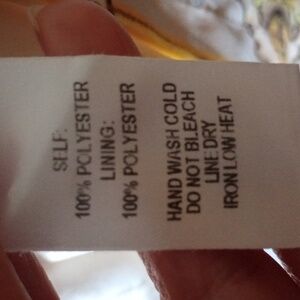 SELF:
100% POLYESTER
LINING:
100% POLYESTER
HAND WASH COLD
DO NOT BLEACH
LINE DRY
IRON LOW HEAT